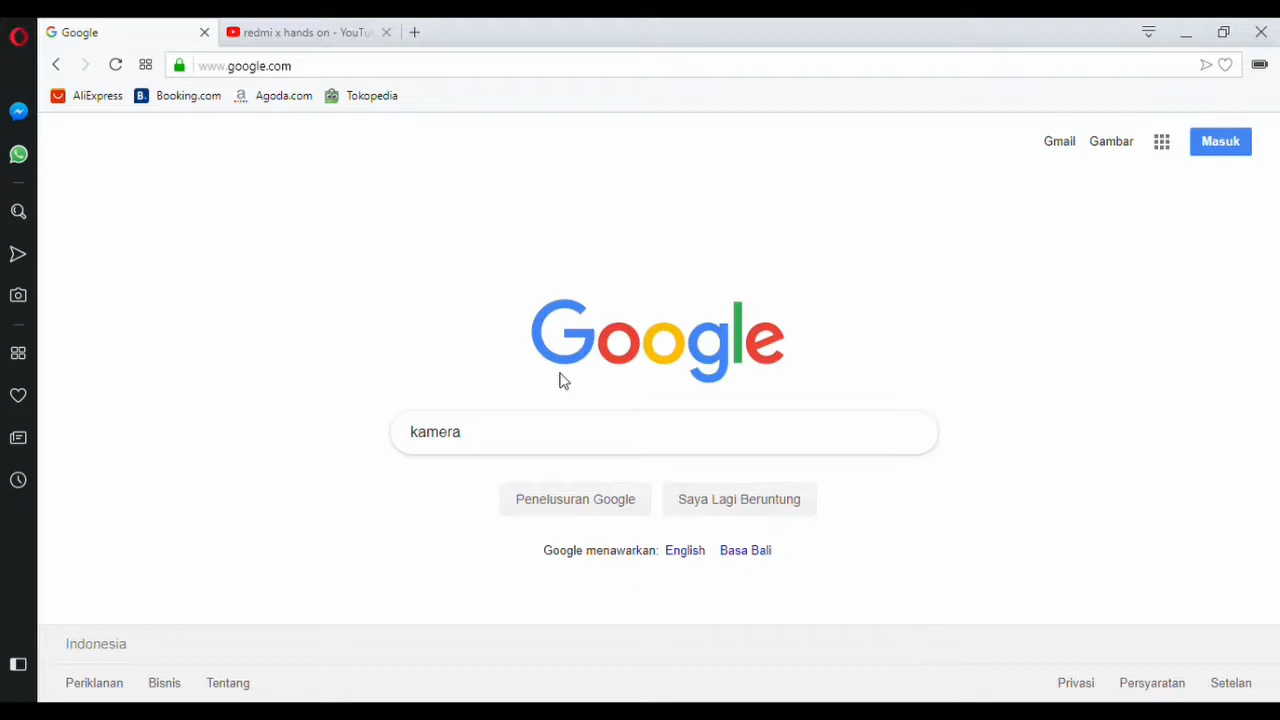 Google
redmi x hands on - YouTu
www.google.com
AliExpress
B.
Booking.com
a
Agoda.com
Tokopedia
Gmail
Gambar
Masuk
Google
kamera
Penelusuran Google
Saya Lagi Beruntung
Google menawarkan: English Basa Bali
Indonesia
Periklanan
Bisnis
Tentang
Privasi
Persyaratan
Setelan